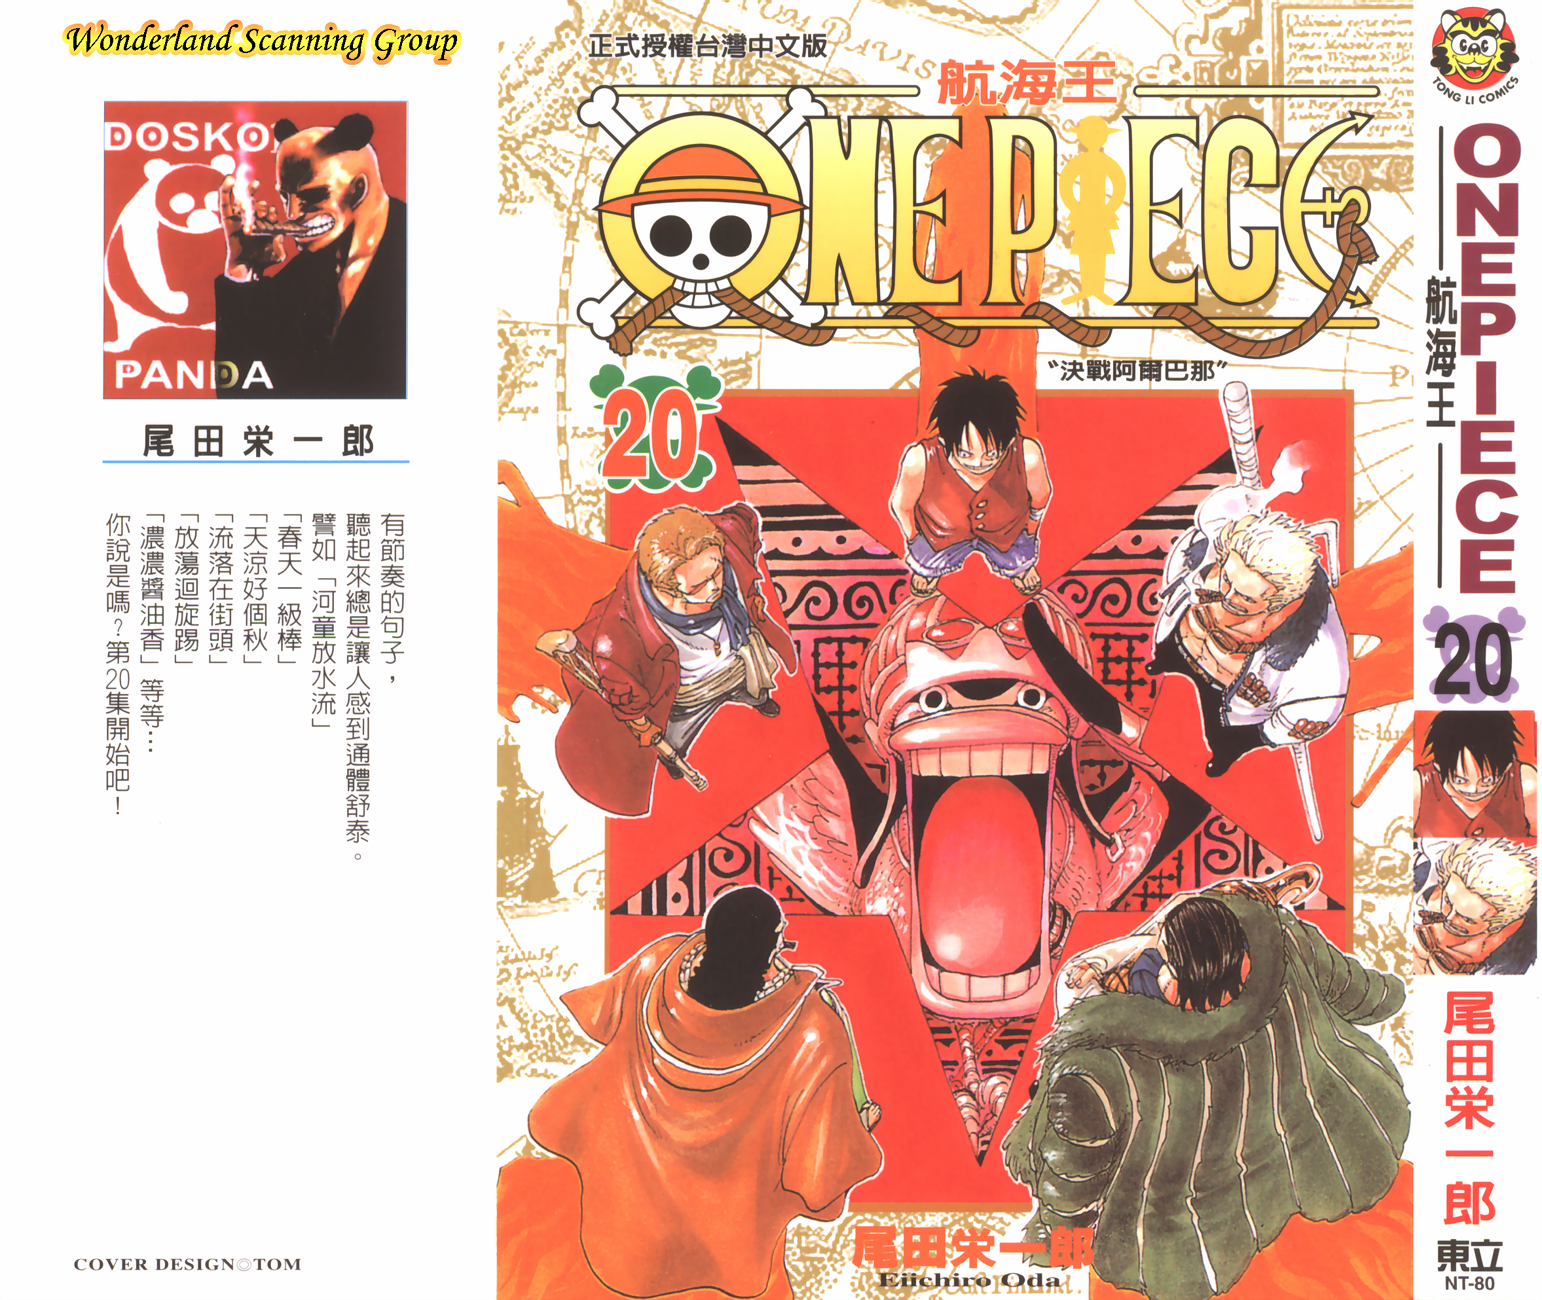 Wonderland Scanning Group
DOSKO
PANDA
尾田栄一郎
有節奏的句子，
聽起來總是讓人感到通體舒泰。
譬如「河童放水流」
「春天一級棒」
「天涼好個秋」
「流落在街頭」
「放蕩迴旋踢」
「濃濃醬油香」等等…
你說是嗎？第20集開始吧！
COVER DESIGN◎TOM
正式授權台灣中文版
航海王
ONE PIECE
〝決戰阿爾巴那〞
20
尾田栄一郎
Eiichiro Oda
TONG LI COMICS
ONE PIECE
航海王
20
尾田栄一郎
東立
NT-80